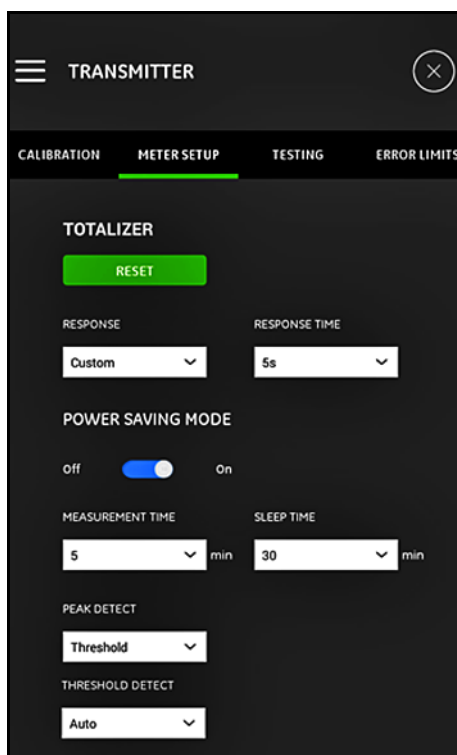 TRANSMITTER
CALIBRATION METER SETUP TESTING ERROR LIMITS
TOTALIZER
RESET
RESPONSE RESPONSE TIME
Custom 5s
POWER SAVING MODE
Off On
MEASUREMENT TIME SLEEP TIME
5 min 30 min
PEAK DETECT
Threshold
THRESHOLD DETECT
Auto